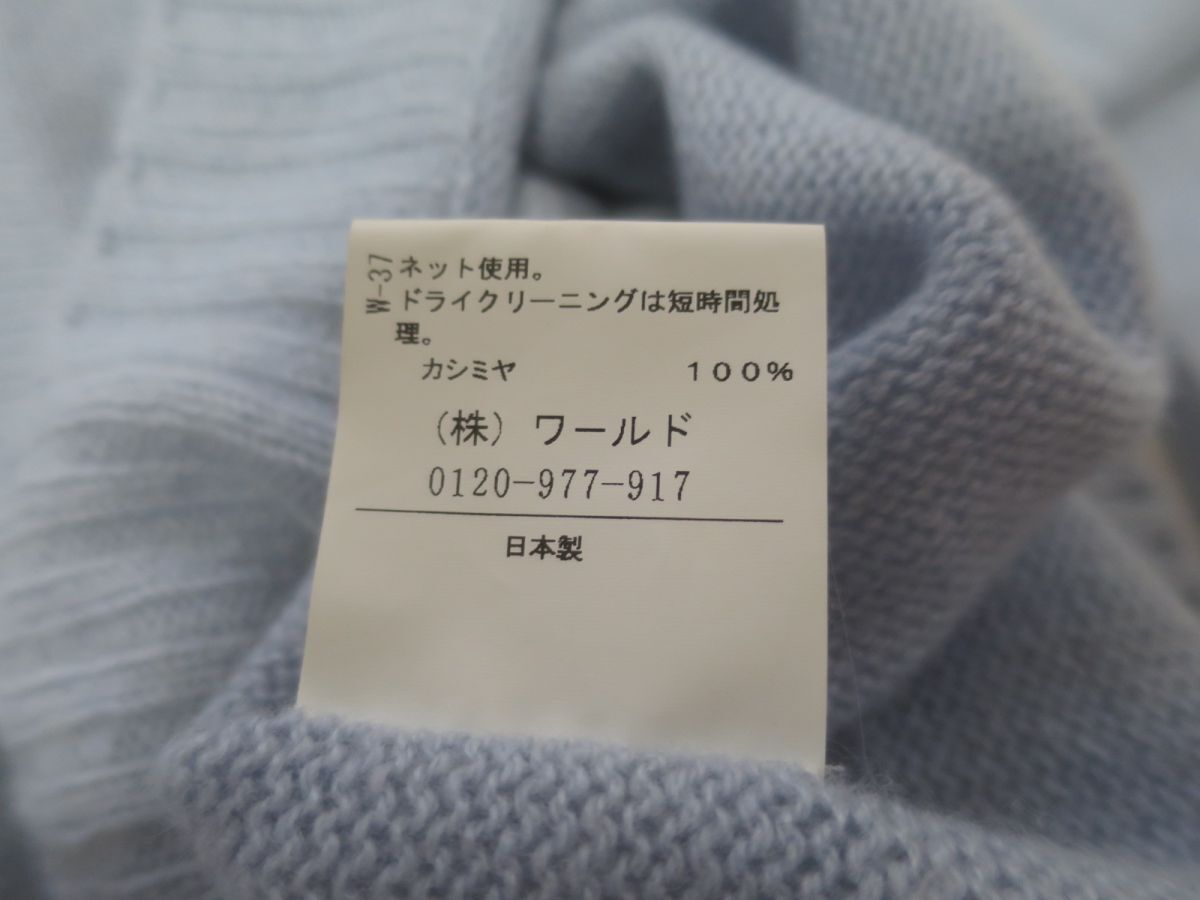 W-37
ネット使用。
ドライクリーニングは短時間処
理。
カシミヤ 100%
(株) ワールド
0120-977-917
日本製